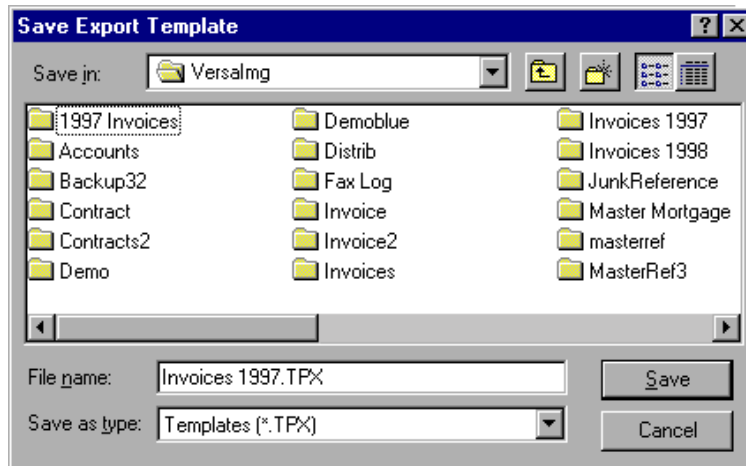 Save Export Template
Save in: VersaImg
1997 Invoices Demoblue Invoices 1997
Accounts Distrib Invoices 1998
Backup32 Fax Log JunkReference
Contract Invoice Master Mortgage
Contracts2 Invoice2 masterref
Demo Invoices MasterRef3
File name: Invoices 1997.TPX Save
Save as type: Templates (*.TPX) Cancel